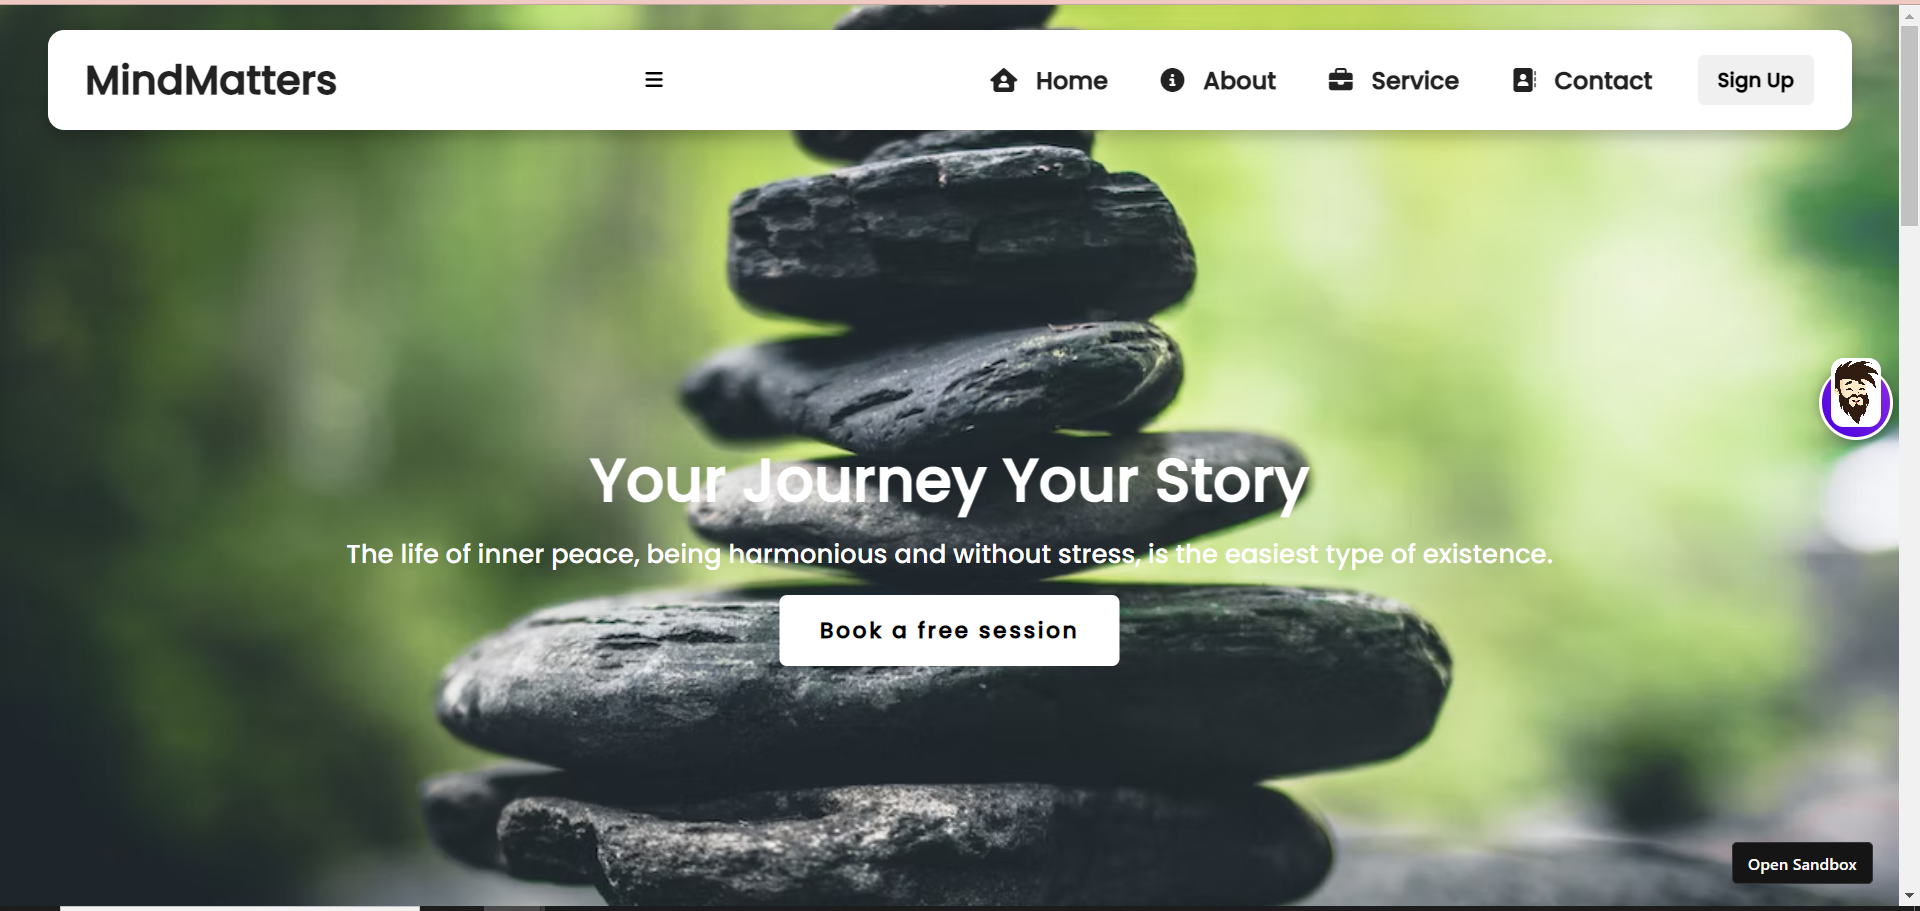 MindMatters
Home About Service Contact Sign Up
Your Journey Your Story
The life of inner peace, being harmonious and without stress, is the easiest type of existence.
Book a free session
Open Sandbox